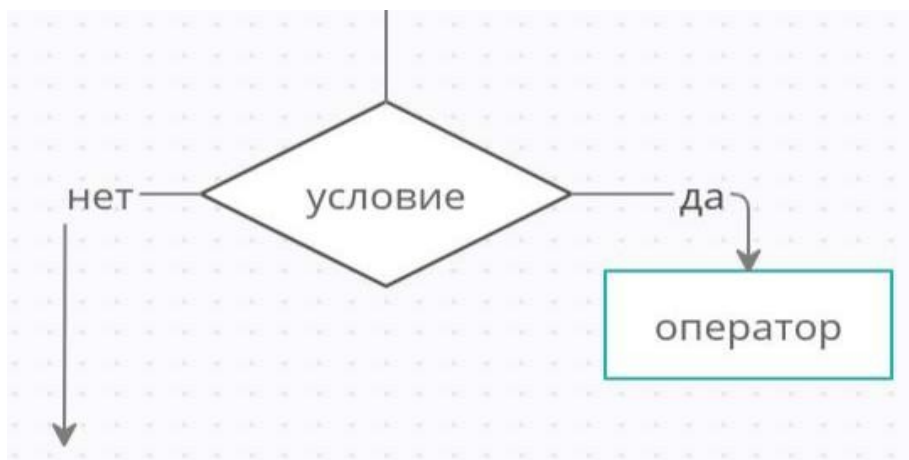 нет
условие
да
оператор